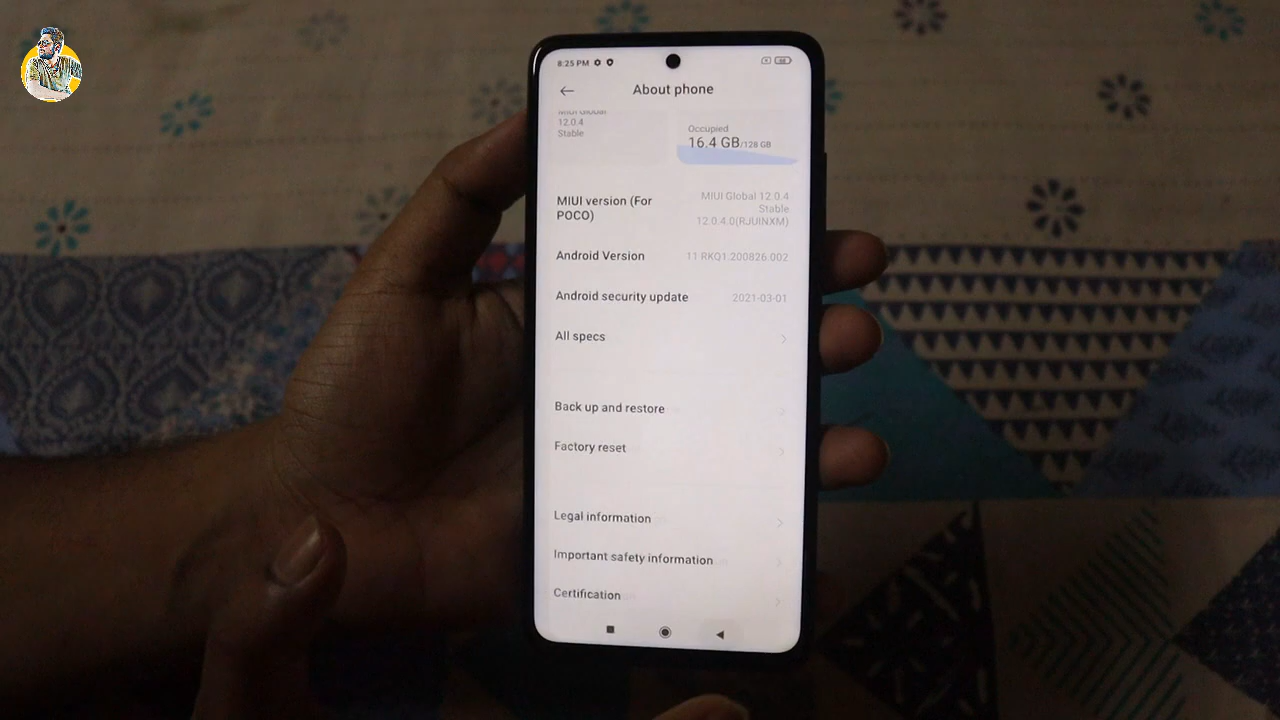 8:25 PM
About phone
MIUI Global
12.0.4
Stable
Occupied
16.4 GB/128 GB
MIUI version (For POCO)
MIUI Global 12.0.4
Stable
12.0.4.0(RJUINXM)
Android Version
11 RKQ1.200826.002
Android security update
2021-03-01
All specs
Back up and restore
Factory reset
Legal information
Important safety information
Certification